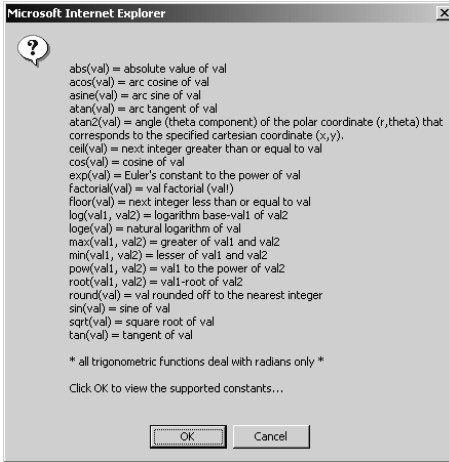 Microsoft Internet Explorer
abs(val) = absolute value of val
acos(val) = arc cosine of val
asine(val) = arc sine of val
atan(val) = arc tangent of val
atan2(val) = angle (theta component) of the polar coordinate (r,theta) that
corresponds to the specified cartesian coordinate (x,y).
ceil(val) = next integer greater than or equal to val
cos(val) = cosine of val
exp(val) = Euler's constant to the power of val
factorial(val) = val factorial (val!)
floor(val) = next integer less than or equal to val
log(val1, val2) = logarithm base-val1 of val2
loge(val) = natural logarithm of val
max(val1, val2) = greater of val1 and val2
min(val1, val2) = lesser of val1 and val2
pow(val1, val2) = val1 to the power of val2
root(val1, val2) = val1-root of val2
round(val) = val rounded off to the nearest integer
sin(val) = sine of val
sqrt(val) = square root of val
tan(val) = tangent of val
* all trigonometric functions deal with radians only *
Click OK to view the supported constants...
OK Cancel